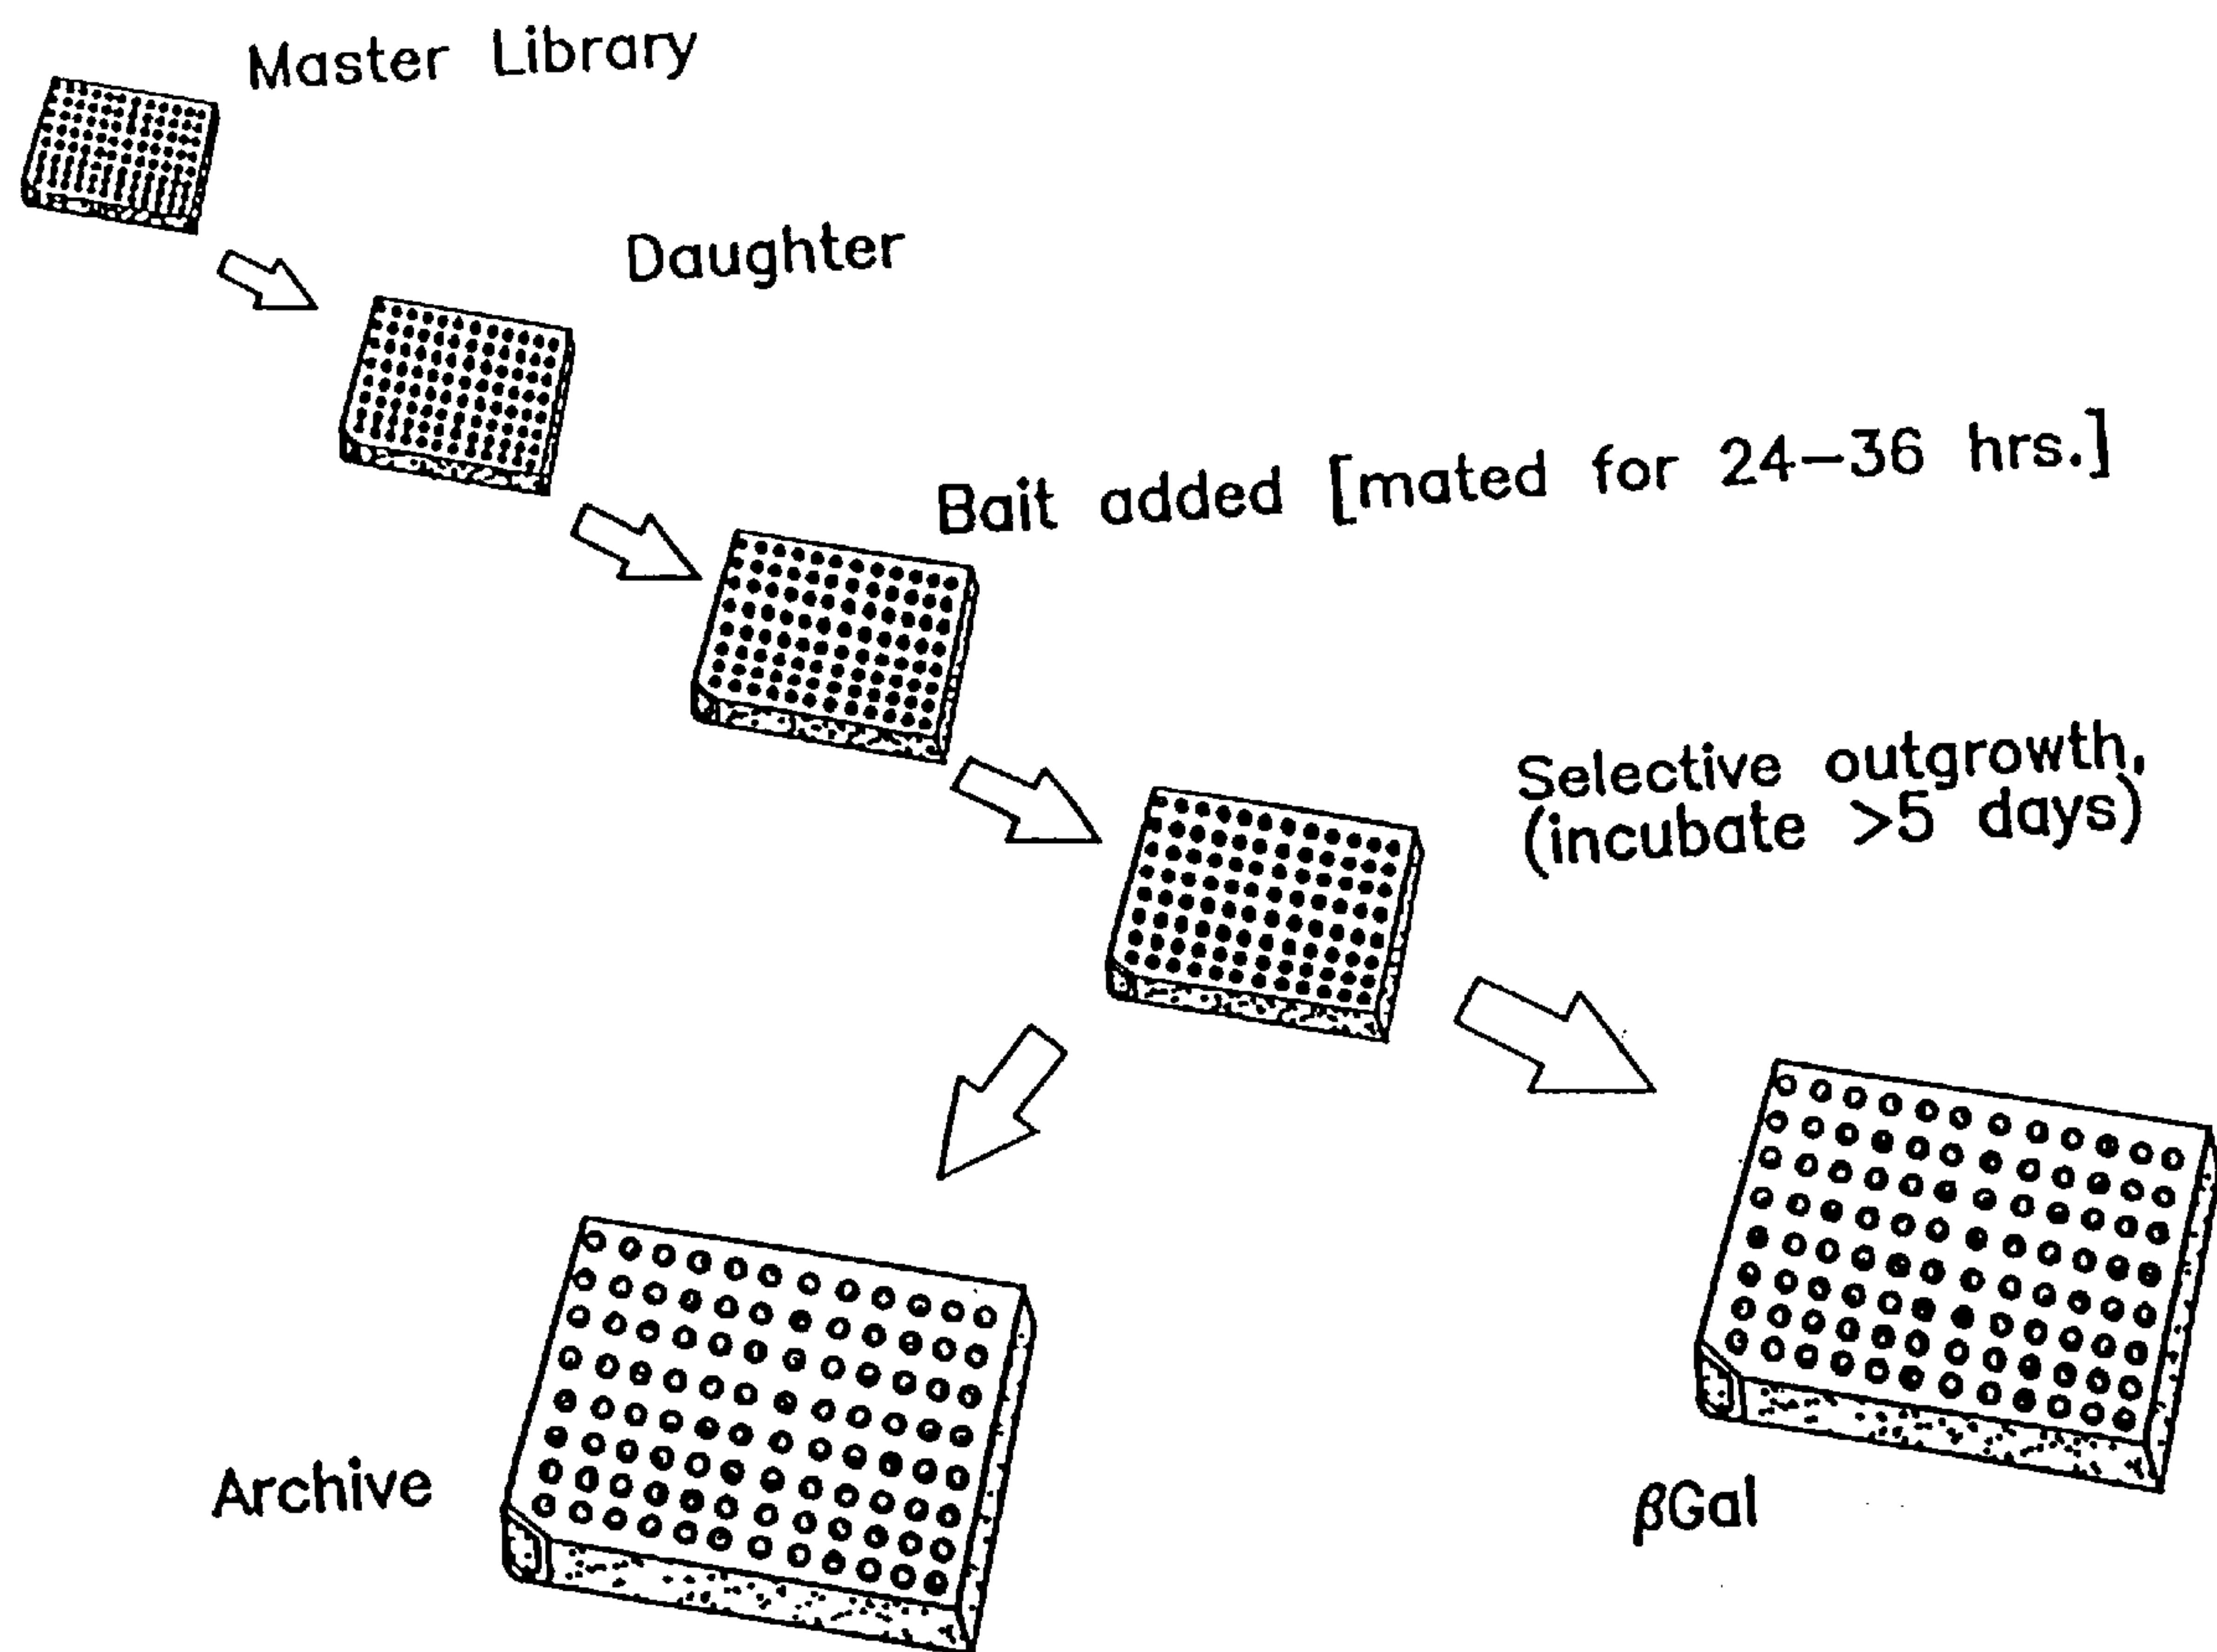 Master Library
Daughter
Bait added [mated for 24-36 hrs.]
Selective outgrowth,
(incubate >5 days)
Archive
βGal